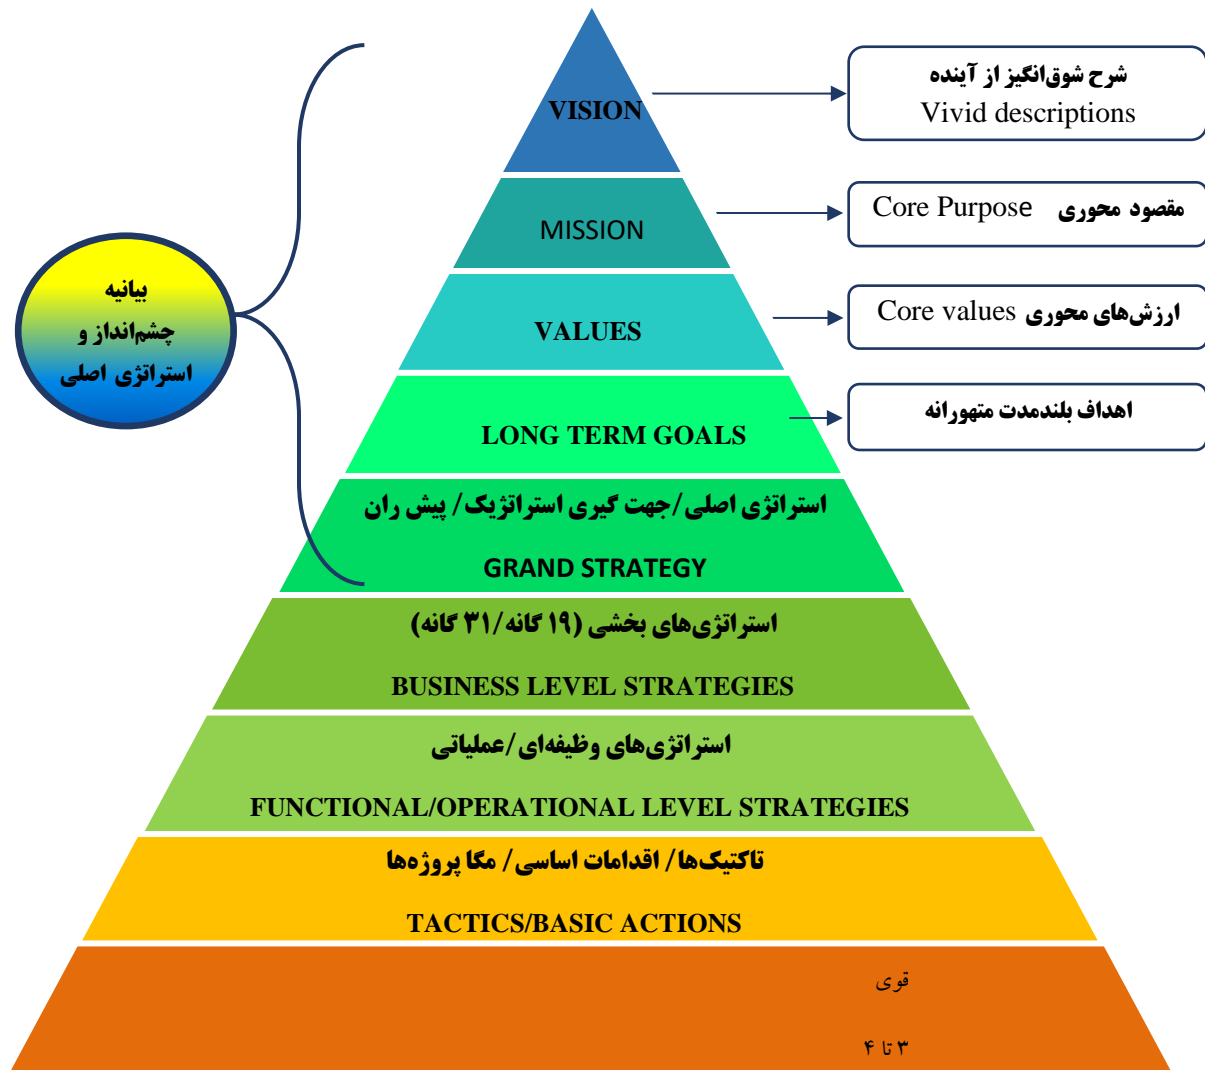 VISION
شرح شوق‌انگیز از آینده
Vivid descriptions
MISSION
مقصود محوری Core Purpose
بیانیه
چشم‌انداز و
استراتژی اصلی
VALUES
ارزش‌های محوری Core values
LONG TERM GOALS
اهداف بلندمدت متهورانه
استراتژی اصلی/جهت گیری استراتژیک/ پیش ران
GRAND STRATEGY
استراتژی‌های بخشی (۱۹ گانه/۳۱ گانه)
BUSINESS LEVEL STRATEGIES
استراتژی‌های وظیفه‌ای/عملیاتی
FUNCTIONAL/OPERATIONAL LEVEL STRATEGIES
تاکتیک‌ها/ اقدامات اساسی/ مگا پروژه‌ها
TACTICS/BASIC ACTIONS
قوی
۳ تا ۴